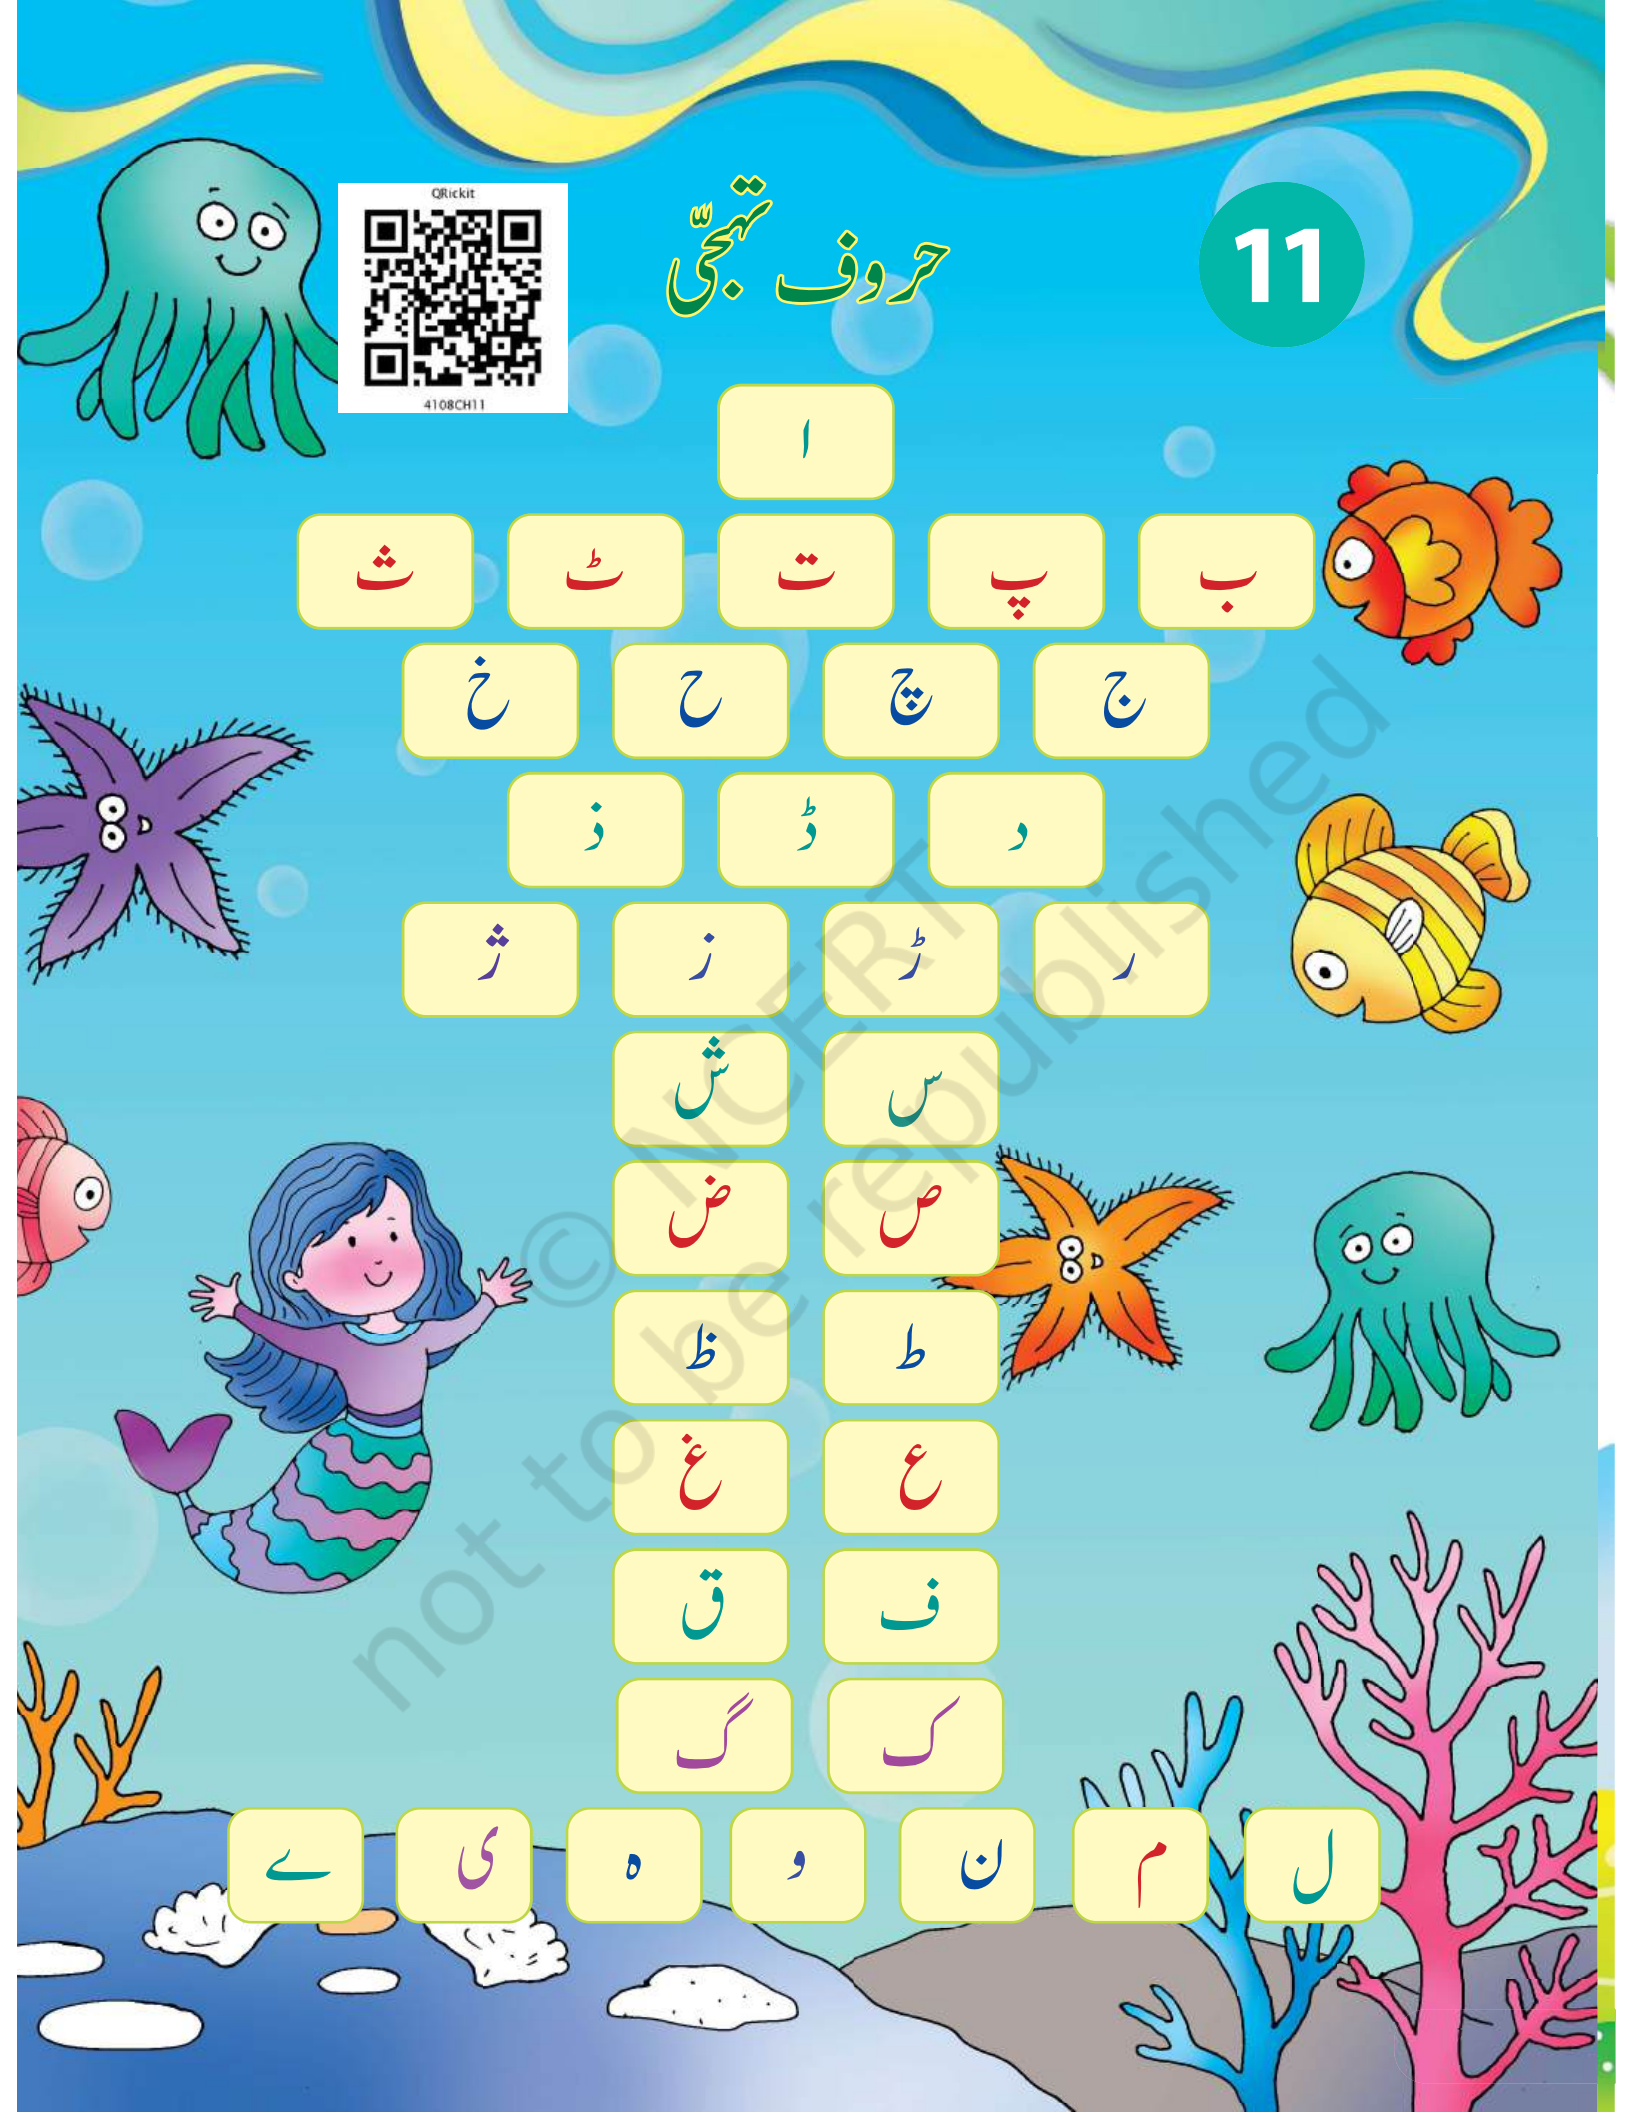 QRickit
4108CH11
حروف تہجّی
11
ا
ب پ ت ٹ ث
ج چ ح خ
د ڈ ذ
ر ڑ ز ژ
س ش
ص ض
ط ظ
ع غ
ف ق
ک گ
ل م ن و ہ ی ے
© NCERT
not to be republished